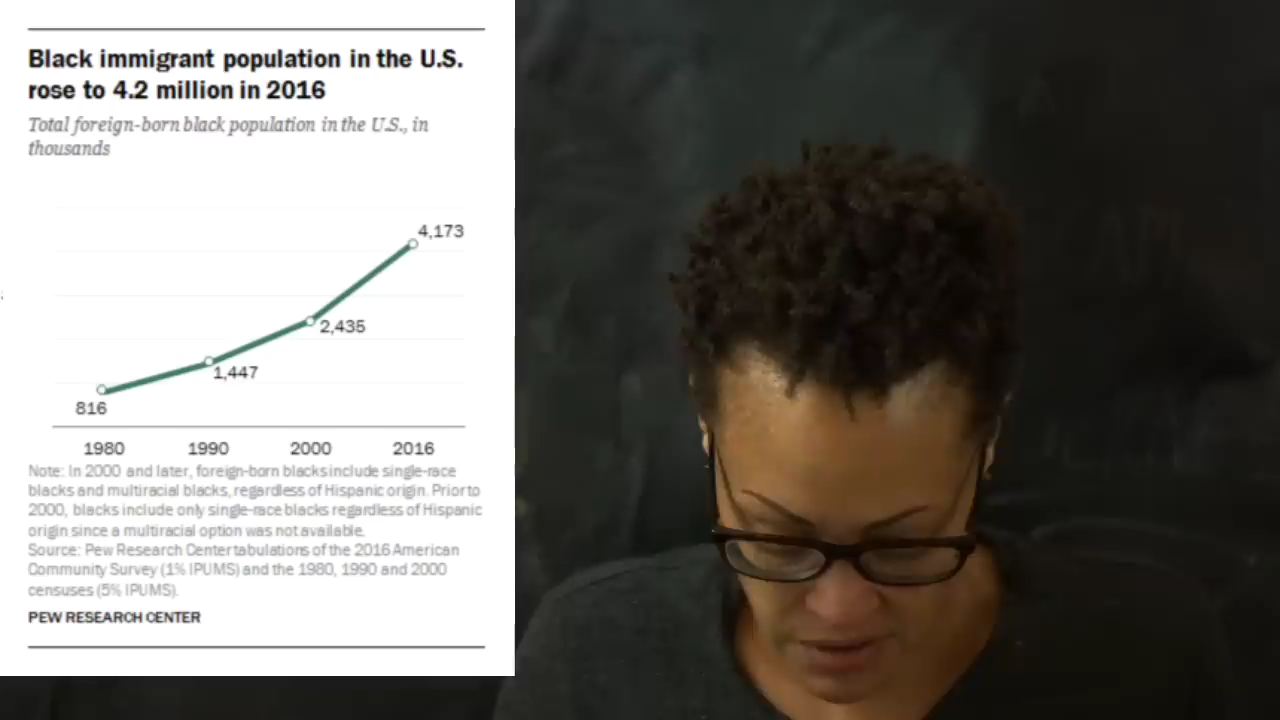 Black immigrant population in the U.S.
rose to 4.2 million in 2016
Total foreign-born black population in the U.S., in
thousands
4,173
2,435
1,447
816
1980 1990 2000 2016
Note: In 2000 and later, foreign-born blacks include single-race
blacks and multiracial blacks, regardless of Hispanic origin. Prior to
2000, blacks include only single-race blacks regardless of Hispanic
origin since a multiracial option was not available.
Source: Pew Research Center tabulations of the 2016 American
Community Survey (1% IPUMS) and the 1980, 1990 and 2000
censuses (5% IPUMS).
PEW RESEARCH CENTER